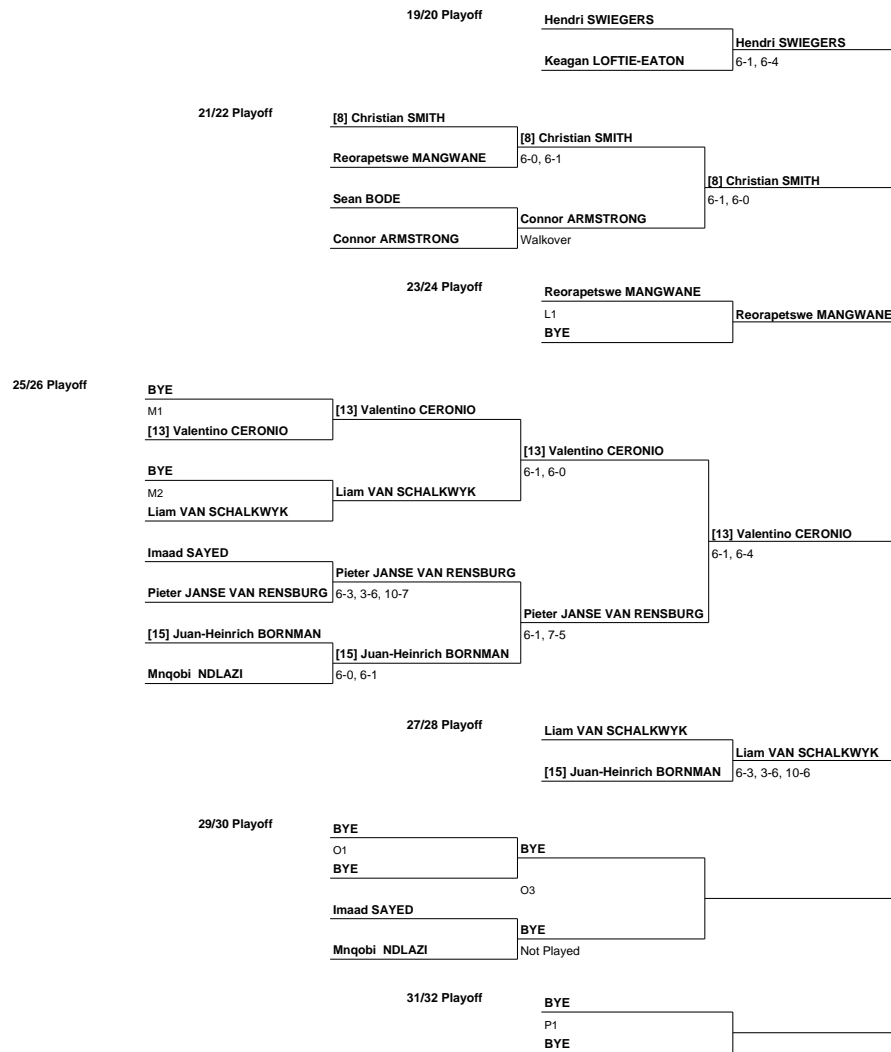 19/20 Playoff
Hendri SWIEGERS
Hendri SWIEGERS
Keagan LOFTIE-EATON
6-1, 6-4
21/22 Playoff
[8] Christian SMITH
[8] Christian SMITH
Reorapetswe MANGWANE
6-0, 6-1
[8] Christian SMITH
6-1, 6-0
Sean BODE
Connor ARMSTRONG
Connor ARMSTRONG
Walkover
23/24 Playoff
Reorapetswe MANGWANE
L1
Reorapetswe MANGWANE
BYE
25/26 Playoff
BYE
M1
[13] Valentino CERONIO
[13] Valentino CERONIO
[13] Valentino CERONIO
6-1, 6-0
BYE
M2
Liam VAN SCHALKWYK
Liam VAN SCHALKWYK
[13] Valentino CERONIO
6-1, 6-4
Imaad SAYED
Pieter JANSE VAN RENSBURG
Pieter JANSE VAN RENSBURG
6-3, 3-6, 10-7
Pieter JANSE VAN RENSBURG
6-1, 7-5
[15] Juan-Heinrich BORNMAN
[15] Juan-Heinrich BORNMAN
Mnqobi  NDLAZI
6-0, 6-1
27/28 Playoff
Liam VAN SCHALKWYK
Liam VAN SCHALKWYK
[15] Juan-Heinrich BORNMAN
6-3, 3-6, 10-6
29/30 Playoff
BYE
O1
BYE
BYE
O3
Imaad SAYED
BYE
Mnqobi  NDLAZI
Not Played
31/32 Playoff
BYE
P1
BYE